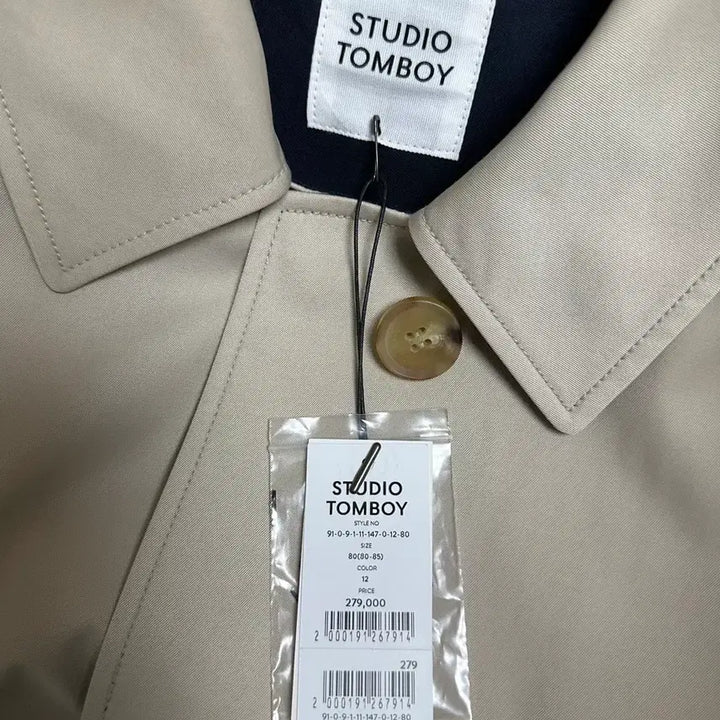 STUDIO
TOMBOY
STUDIO
TOMBOY
STYLE NO
91-0-9-1-11-147-0-12-80
SIZE
80(80-85)
COLOR
12
PRICE
279,000
2 000191 267914
279
2 000191 267914
91-0-9-1-11-147-0-12-80